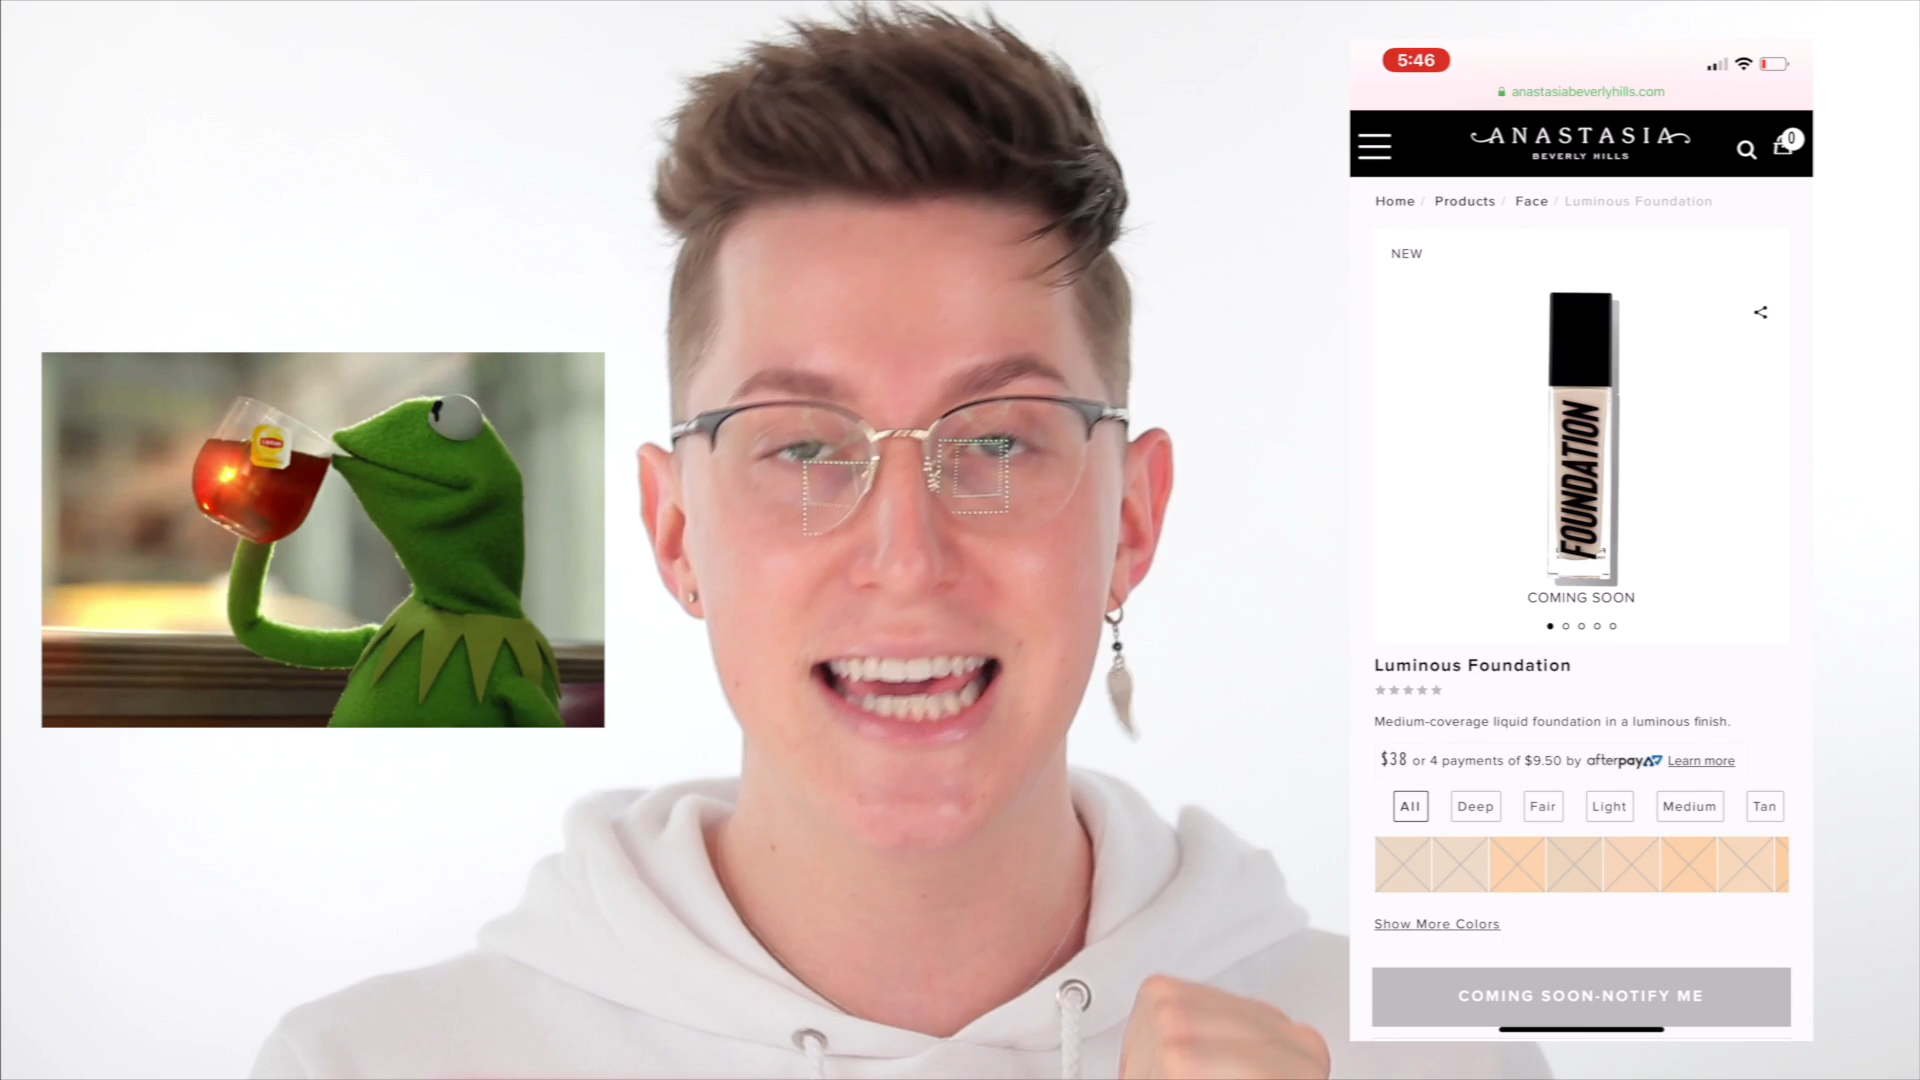 Lipton
5:46
anastasiabeverlyhills.com
ANASTASIA
BEVERLY HILLS
0
Home / Products / Face / Luminous Foundation
NEW
FOUNDATION
COMING SOON
Luminous Foundation
Medium-coverage liquid foundation in a luminous finish.
$38 or 4 payments of $9.50 by afterpay Learn more
All Deep Fair Light Medium Tan
Show More Colors
COMING SOON-NOTIFY ME